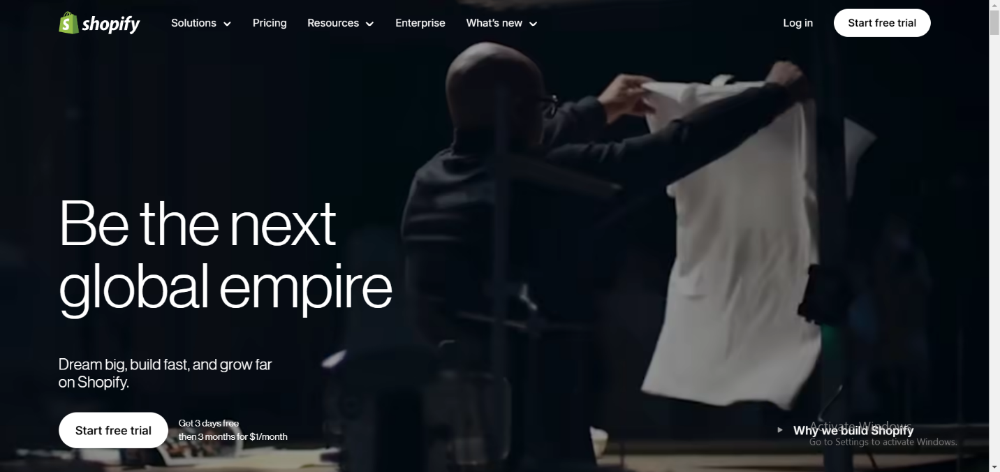 shopify
Solutions
Pricing
Resources
Enterprise
What's new
Log in
Start free trial
Be the next
global empire
Dream big, build fast, and grow far
on Shopify.
Start free trial
Get 3 days free
then 3 months for $1/month
Why we build Shopify
Activate Windows
Go to Settings to activate Windows.